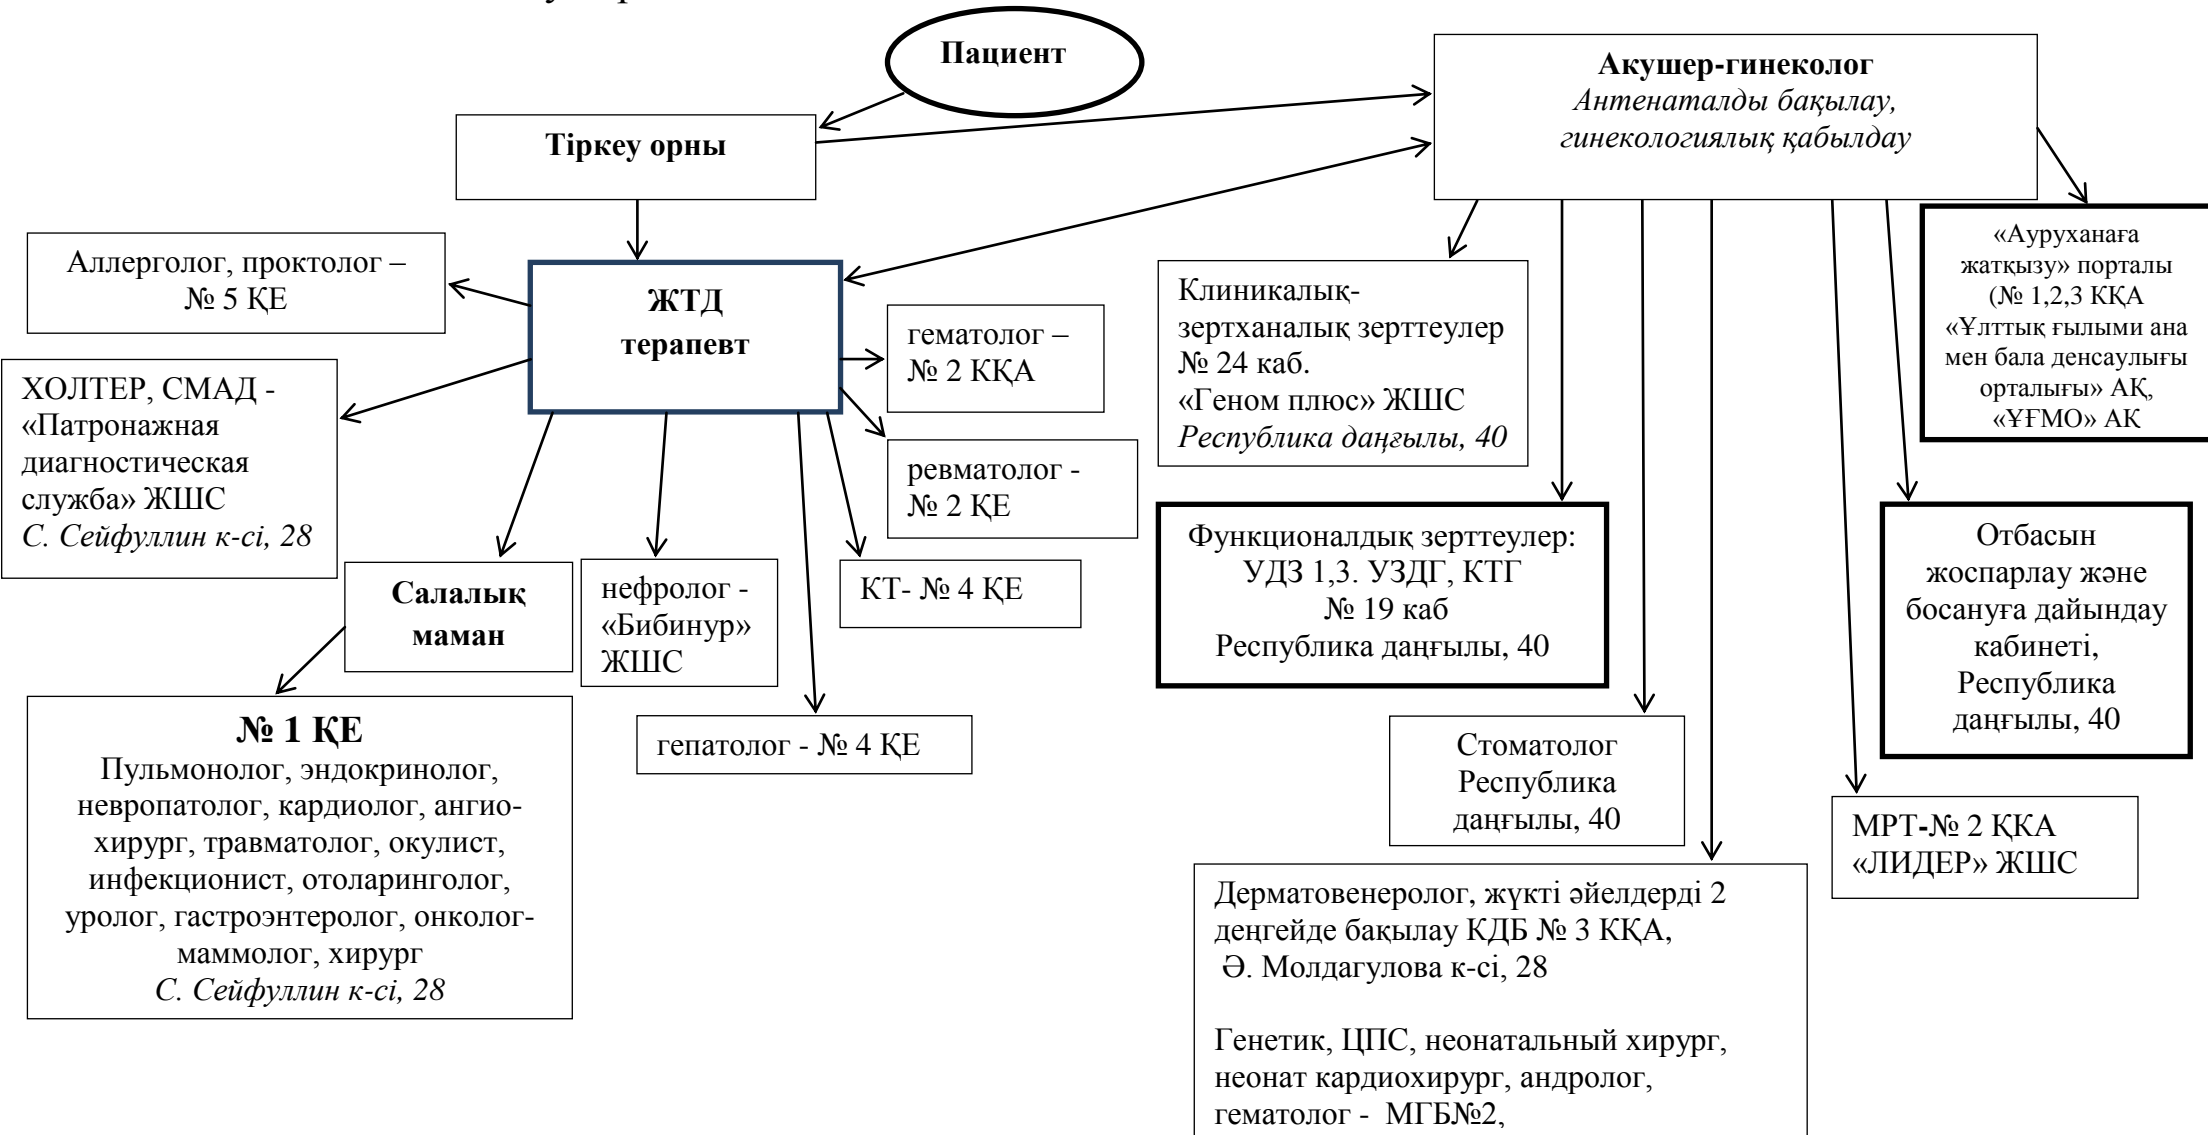 Пациент
Акушер-гинеколог
Антенаталды бақылау,
гинекологиялық қабылдау
Тіркеу орны
Аллерголог, проктолог –
№ 5 ҚЕ
ЖТД
терапевт
«Ауруханаға
жатқызу» порталы
(№ 1,2,3 КҚА
«Ұлттық ғылыми ана
мен бала денсаулығы
орталығы» АҚ,
«ҰҒМО» АК
гематолог –
№ 2 КҚА
Клиникалық-
зертханалық зерттеулер
№ 24 каб.
«Геном плюс» ЖШС
Республика даңғылы, 40
ХОЛТЕР, СМАД -
«Патронажная
диагностическая
служба» ЖШС
С. Сейфуллин к-сі, 28
ревматолог -
№ 2 ҚЕ
Функционалдық зерттеулер:
УДЗ 1,3. УЗДГ, КТГ
№ 19 каб
Республика даңғылы, 40
Отбасын
жоспарлау және
босануға дайындау
кабинеті,
Республика
даңғылы, 40
Салалық
маман
нефролог -
«Бибинур»
ЖШС
КТ- № 4 ҚЕ
№ 1 ҚЕ
Пульмонолог, эндокринолог,
невропатолог, кардиолог, ангио-
хирург, травматолог, окулист,
инфекционист, отоларинголог,
уролог, гастроэнтеролог, онколог-
маммолог, хирург
С. Сейфуллин к-сі, 28
гепатолог - № 4 ҚЕ
Стоматолог
Республика
даңғылы, 40
МРТ-№ 2 ҚКА
«ЛИДЕР» ЖШС
Дерматовенеролог, жүкті әйелдерді 2
деңгейде бақылау КДБ № 3 КҚА,
Ә. Молдагулова к-сі, 28
Генетик, ЦПС, неонатальный хирург,
неонат кардиохирург, андролог,
гематолог - МГБ№2,